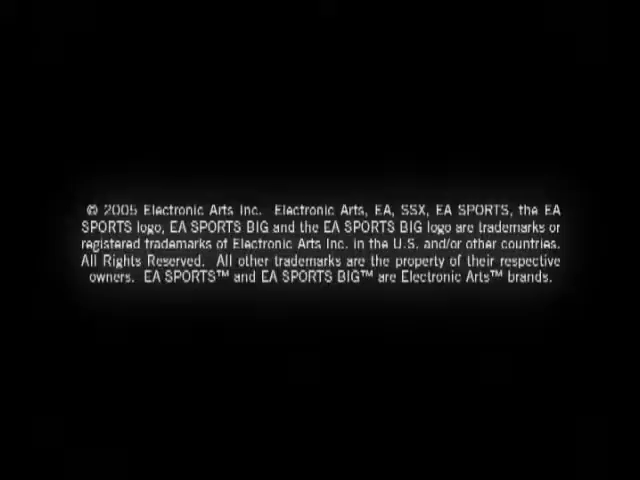 © 2005 Electronic Arts Inc. Electronic Arts, EA, SSX, EA SPORTS, the EA
SPORTS logo, EA SPORTS BIG and the EA SPORTS BIG logo are trademarks or
registered trademarks of Electronic Arts Inc. in the U.S. and/or other countries.
All Rights Reserved. All other trademarks are the property of their respective
owners. EA SPORTS™ and EA SPORTS BIG™ are Electronic Arts™ brands.